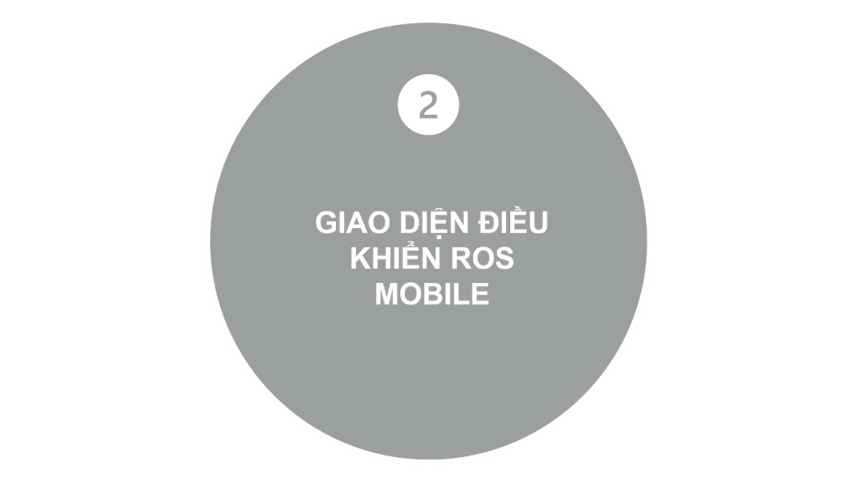 2
GIAO DIỆN ĐIỀU
KHIỂN ROS
MOBILE